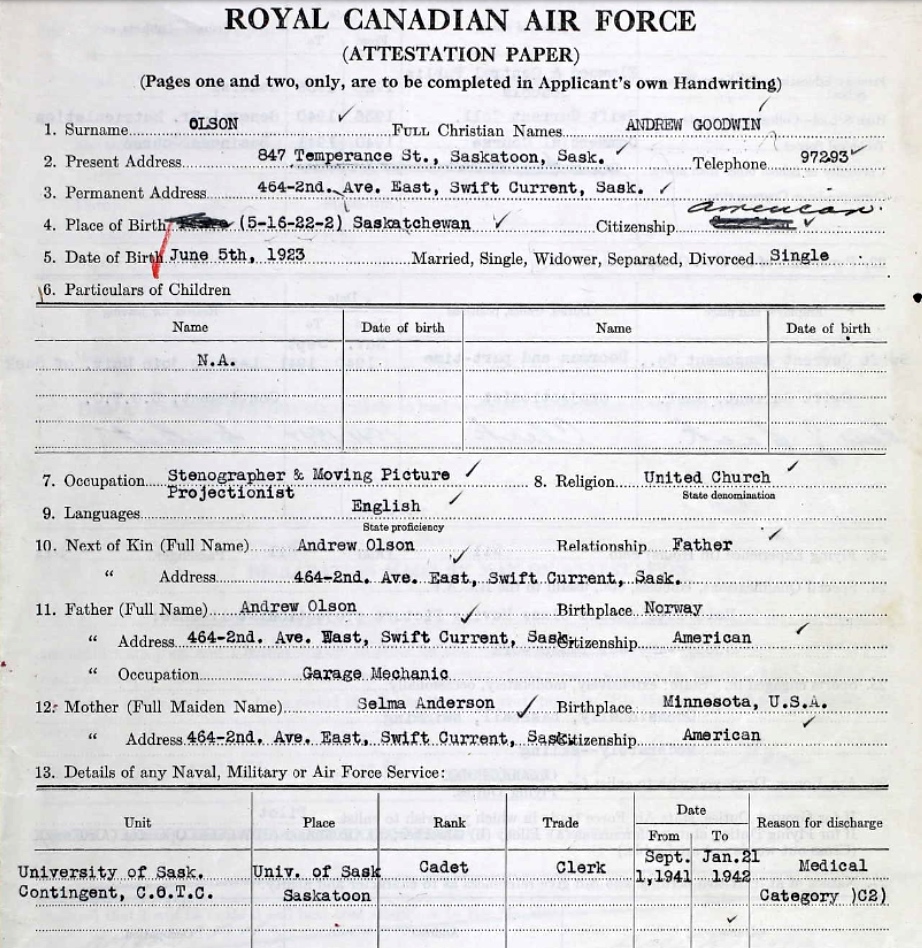 ROYAL CANADIAN AIR FORCE
(ATTESTATION PAPER)
(Pages one and two, only, are to be completed in Applicant's own Handwriting)
1. Surname OLSON FULL Christian Names ANDREW GOODWIN
2. Present Address 847 Temperance St., Saskatoon, Sask. Telephone 97293
3. Permanent Address 464-2nd. Ave. East, Swift Current, Sask.
American.
4. Place of Birth (5-16-22-2) Saskatchewan Citizenship
5. Date of Birth June 5th, 1923 Married, Single, Widower, Separated, Divorced Single
6. Particulars of Children
Name Date of birth Name Date of birth
N.A.
7. Occupation Stenographer & Moving Picture 8. Religion United Church
Projectionist State denomination
9. Languages English
State proficiency
10. Next of Kin (Full Name) Andrew Olson Relationship Father
" Address 464-2nd. Ave. East, Swift Current, Sask.
11. Father (Full Name) Andrew Olson Birthplace Norway
" Address 464-2nd. Ave. East, Swift Current, Sask. Citizenship American
" Occupation Garage Mechanic
12. Mother (Full Maiden Name) Selma Anderson Birthplace Minnesota, U.S.A.
" Address 464-2nd. Ave. East, Swift Current, Sask. Citizenship American
13. Details of any Naval, Military or Air Force Service:
Unit Place Rank Trade Date From To Reason for discharge
University of Sask. Univ. of Sask Cadet Clerk Sept. Jan.21 Medical
Contingent, C.O.T.C. Saskatoon 1,1941 1942 Category )C2)